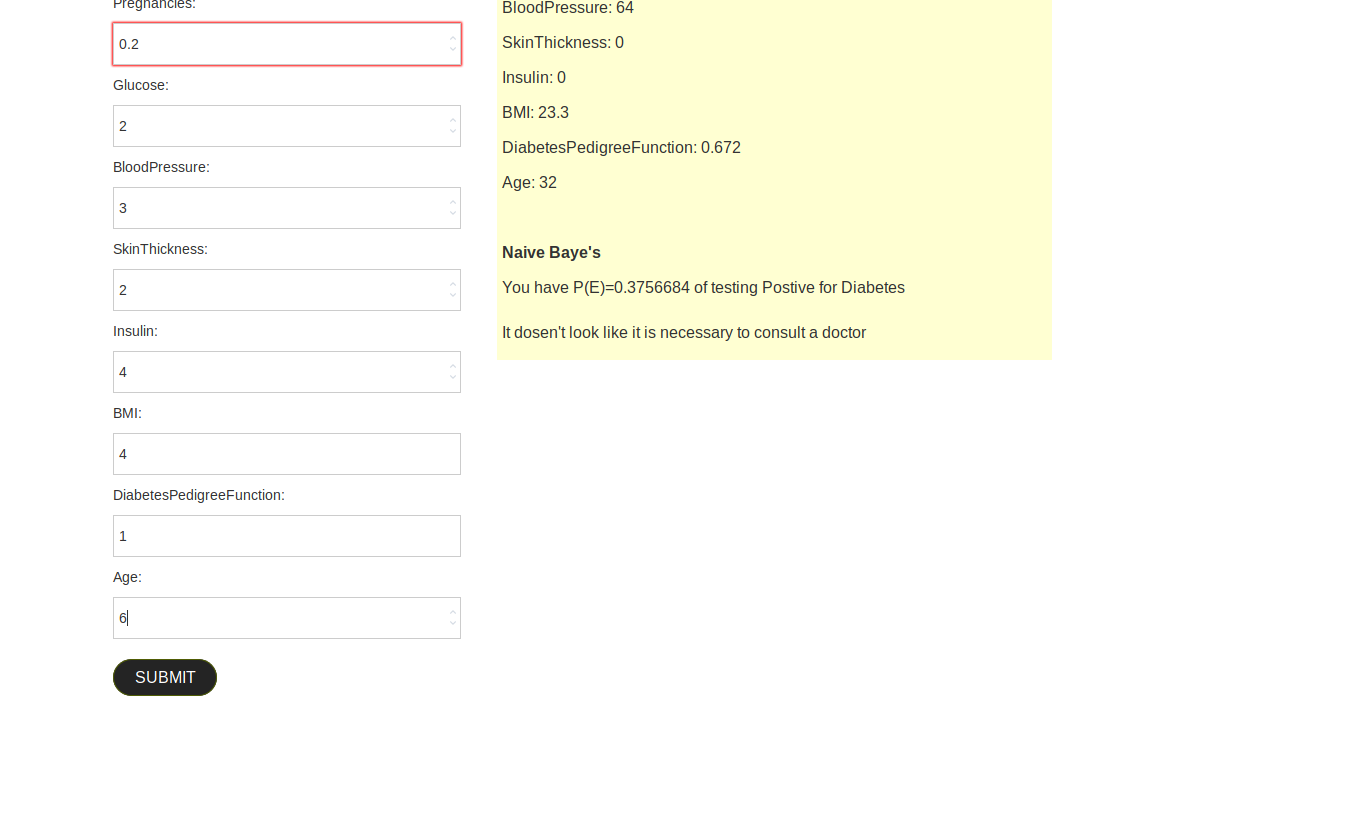 Pregnancies:
0.2
Glucose:
2
BloodPressure:
3
SkinThickness:
2
Insulin:
4
BMI:
4
DiabetesPedigreeFunction:
1
Age:
6
SUBMIT
BloodPressure: 64
SkinThickness: 0
Insulin: 0
BMI: 23.3
DiabetesPedigreeFunction: 0.672
Age: 32
Naive Baye's
You have P(E)=0.3756684 of testing Postive for Diabetes
It dosen't look like it is necessary to consult a doctor